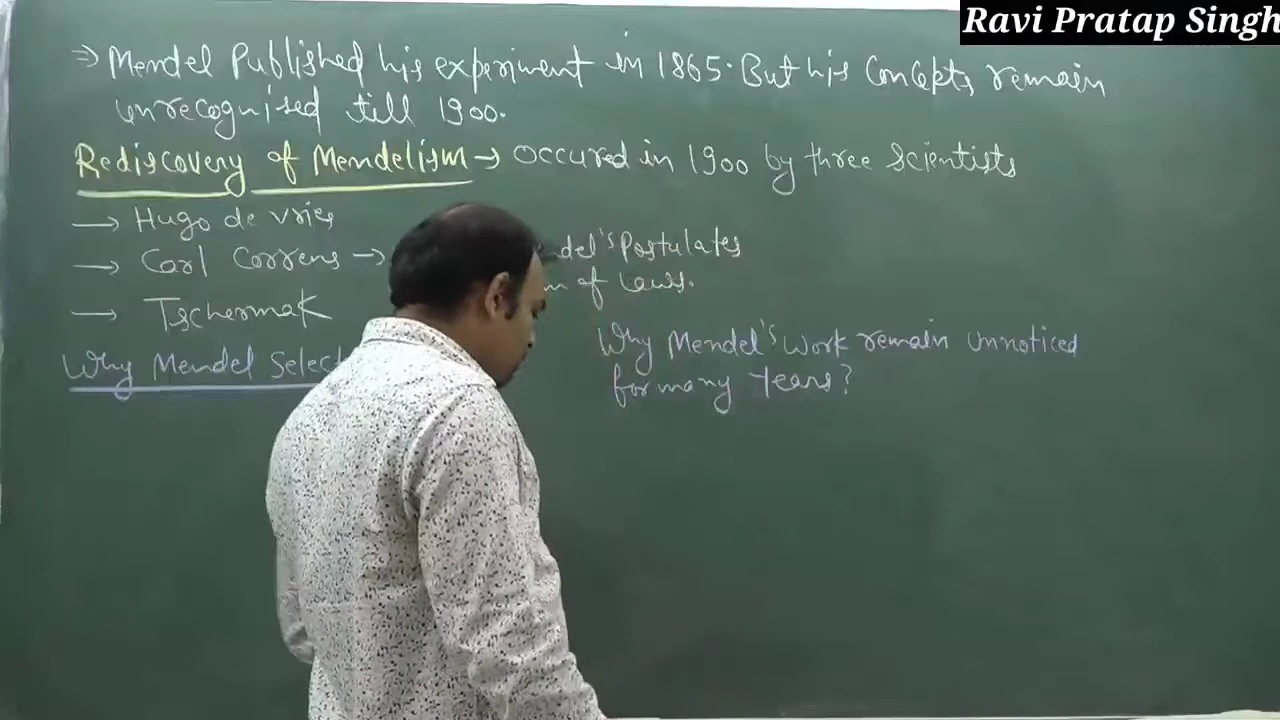 Ravi Pratap Singh
⇒ Mendel Published his experiment in 1865. But his Concepts remain
unrecognised till 1900.
Rediscovery of Mendelism → Occured in 1900 by three Scientists
→ Hugo de vries
→ Carl Correns →
Postulates
of Laws.
→ Tschermak
Why Mendel Select
Why Mendel's work remain unnoticed
for many years?